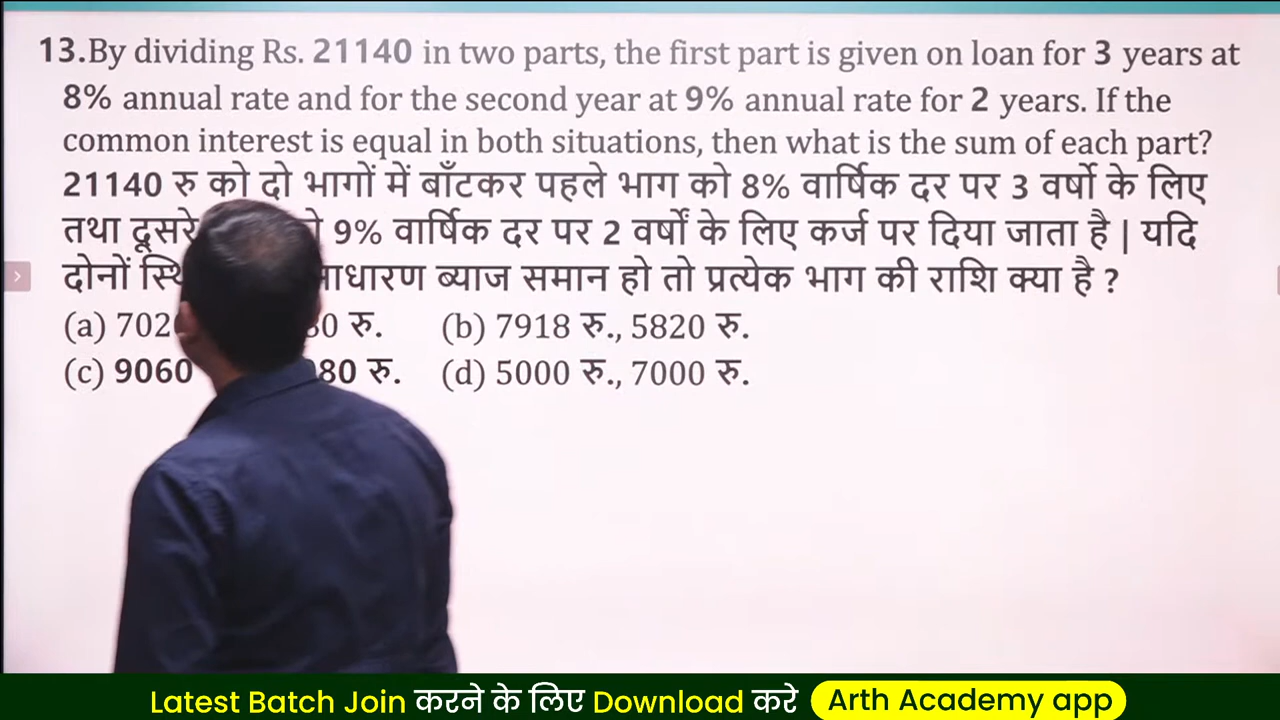 13.By dividing Rs. 21140 in two parts, the first part is given on loan for 3 years at
8% annual rate and for the second year at 9% annual rate for 2 years. If the
common interest is equal in both situations, then what is the sum of each part?
21140 रु को दो भागों में बाँटकर पहले भाग को 8% वार्षिक दर पर 3 वर्षो के लिए
तथा दूसरे 9% वार्षिक दर पर 2 वर्षों के लिए कर्ज पर दिया जाता है | यदि
दोनों ब्याज समान हो तो प्रत्येक भाग की राशि क्या है ?
(a) रु. (b) 7918 रु., 5820 रु.
(c) 9060 रु. (d) 5000 रु., 7000 रु.
Latest Batch Join करने के लिए Download करे Arth Academy app